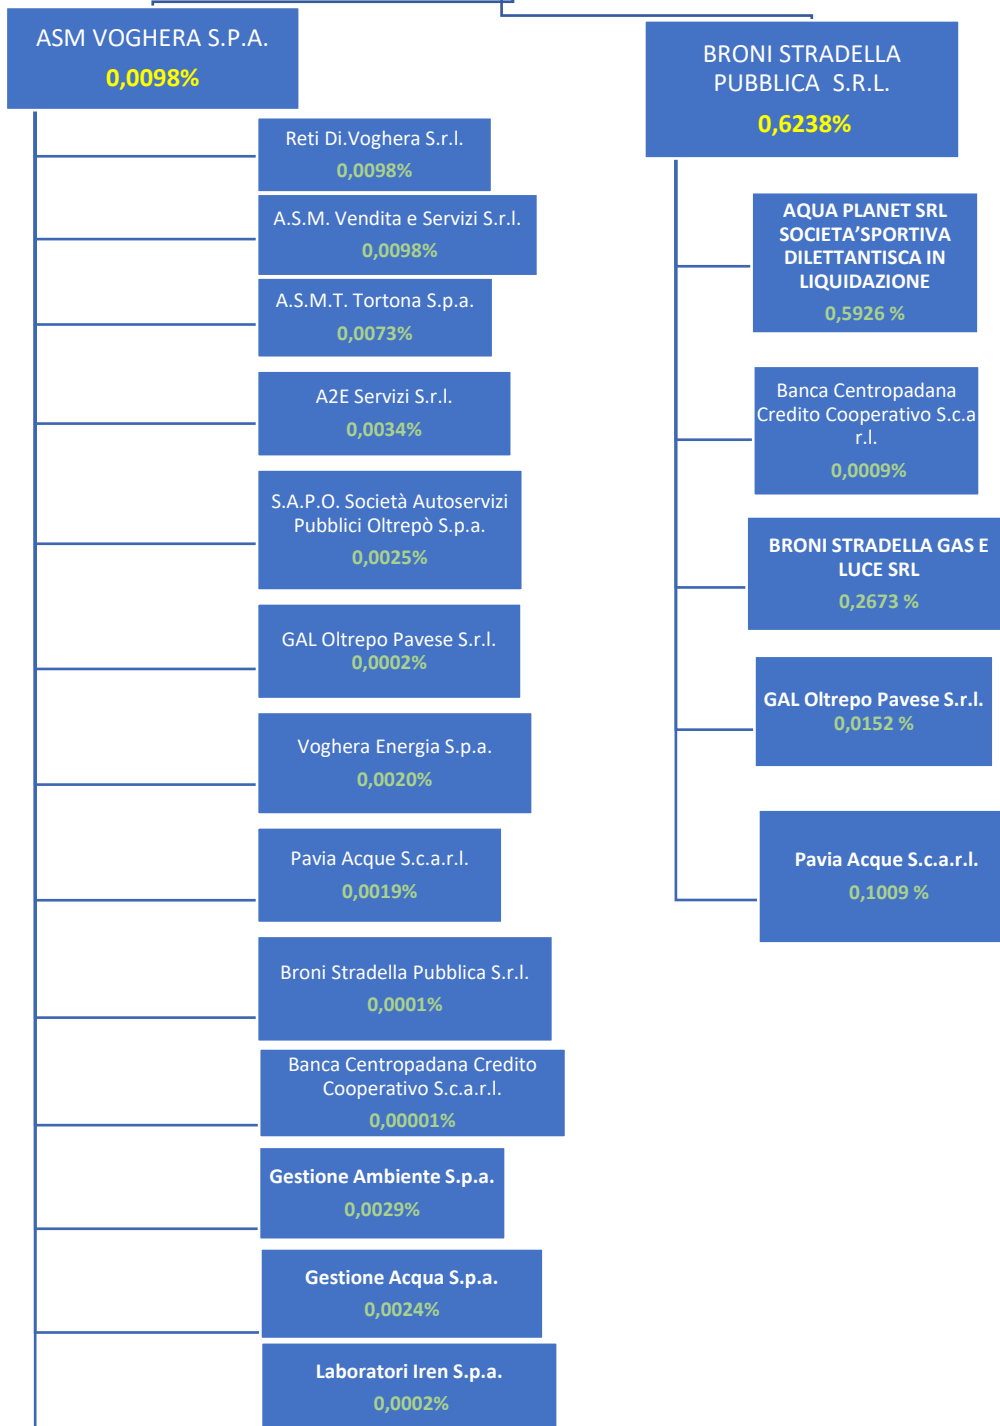 ASM VOGHERA S.P.A.
0,0098%
Reti Di.Voghera S.r.l.
0,0098%
A.S.M. Vendita e Servizi S.r.l.
0,0098%
A.S.M.T. Tortona S.p.a.
0,0073%
A2E Servizi S.r.l.
0,0034%
S.A.P.O. Società Autoservizi
Pubblici Oltrepò S.p.a.
0,0025%
GAL Oltrepo Pavese S.r.l.
0,0002%
Voghera Energia S.p.a.
0,0020%
Pavia Acque S.c.a.r.l.
0,0019%
Broni Stradella Pubblica S.r.l.
0,0001%
Banca Centropadana Credito
Cooperativo S.c.a.r.l.
0,00001%
Gestione Ambiente S.p.a.
0,0029%
Gestione Acqua S.p.a.
0,0024%
Laboratori Iren S.p.a.
0,0002%
BRONI STRADELLA
PUBBLICA S.R.L.
0,6238%
AQUA PLANET SRL
SOCIETA’SPORTIVA
DILETTANTISCA IN
LIQUIDAZIONE
0,5926 %
Banca Centropadana
Credito Cooperativo S.c.a
r.l.
0,0009%
BRONI STRADELLA GAS E
LUCE SRL
0,2673 %
GAL Oltrepo Pavese S.r.l.
0,0152 %
Pavia Acque S.c.a.r.l.
0,1009 %